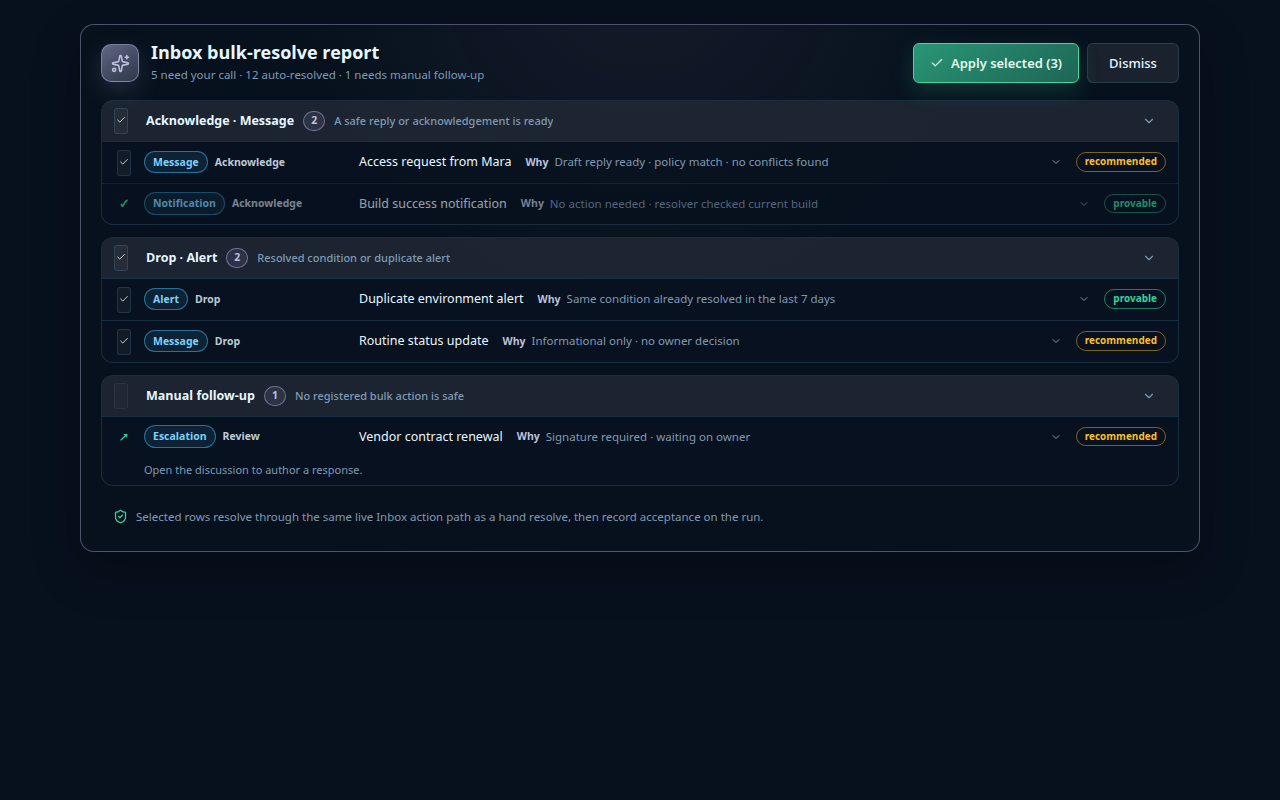 Inbox bulk-resolve report
5 need your call · 12 auto-resolved · 1 needs manual follow-up
✓ Apply selected (3)
Dismiss
Acknowledge · Message 2 A safe reply or acknowledgement is ready
Message Acknowledge Access request from Mara Why Draft reply ready · policy match · no conflicts found recommended
✓ Notification Acknowledge Build success notification Why No action needed · resolver checked current build provable
Drop · Alert 2 Resolved condition or duplicate alert
Alert Drop Duplicate environment alert Why Same condition already resolved in the last 7 days provable
Message Drop Routine status update Why Informational only · no owner decision recommended
Manual follow-up 1 No registered bulk action is safe
↗ Escalation Review Vendor contract renewal Why Signature required · waiting on owner recommended
Open the discussion to author a response.
Selected rows resolve through the same live Inbox action path as a hand resolve, then record acceptance on the run.